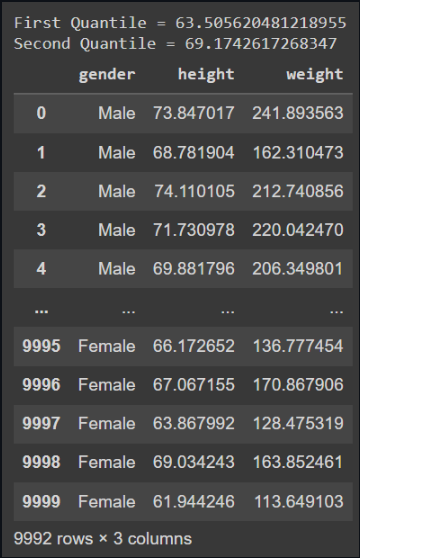 First Quantile = 63.505620481218955
Second Quantile = 69.1742617268347
gender height weight
0 Male 73.847017 241.893563
1 Male 68.781904 162.310473
2 Male 74.110105 212.740856
3 Male 71.730978 220.042470
4 Male 69.881796 206.349801
... ... ... ...
9995 Female 66.172652 136.777454
9996 Female 67.067155 170.867906
9997 Female 63.867992 128.475319
9998 Female 69.034243 163.852461
9999 Female 61.944246 113.649103
9992 rows × 3 columns